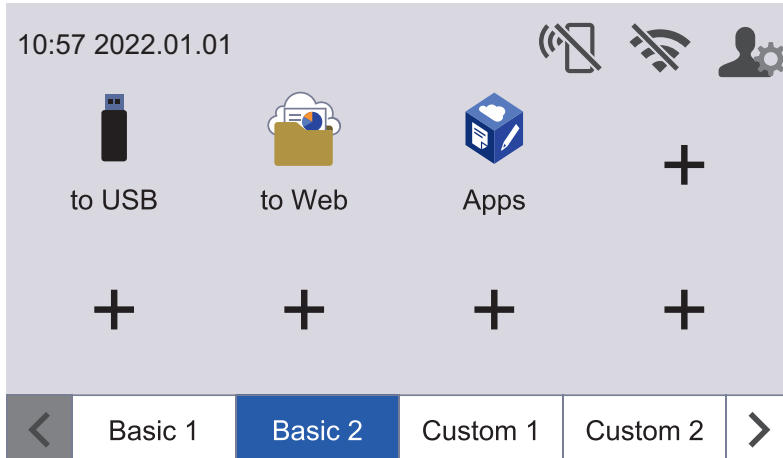 10:57 2022.01.01
to USB
to Web
Apps
Basic 1
Basic 2
Custom 1
Custom 2